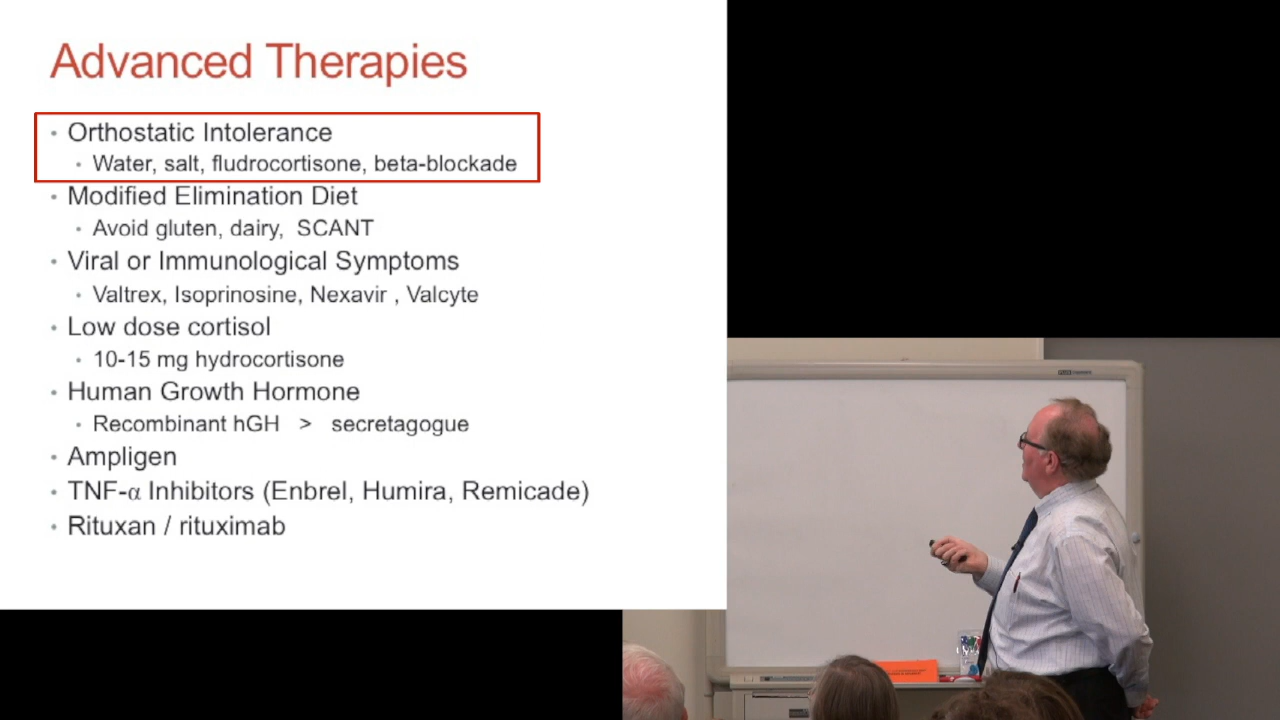 Advanced Therapies
• Orthostatic Intolerance
• Water, salt, fludrocortisone, beta-blockade
• Modified Elimination Diet
• Avoid gluten, dairy, SCANT
• Viral or Immunological Symptoms
• Valtrex, Isoprinosine, Nexavir , Valcyte
• Low dose cortisol
• 10-15 mg hydrocortisone
• Human Growth Hormone
• Recombinant hGH > secretagogue
• Ampligen
• TNF-α Inhibitors (Enbrel, Humira, Remicade)
• Rituxan / rituximab